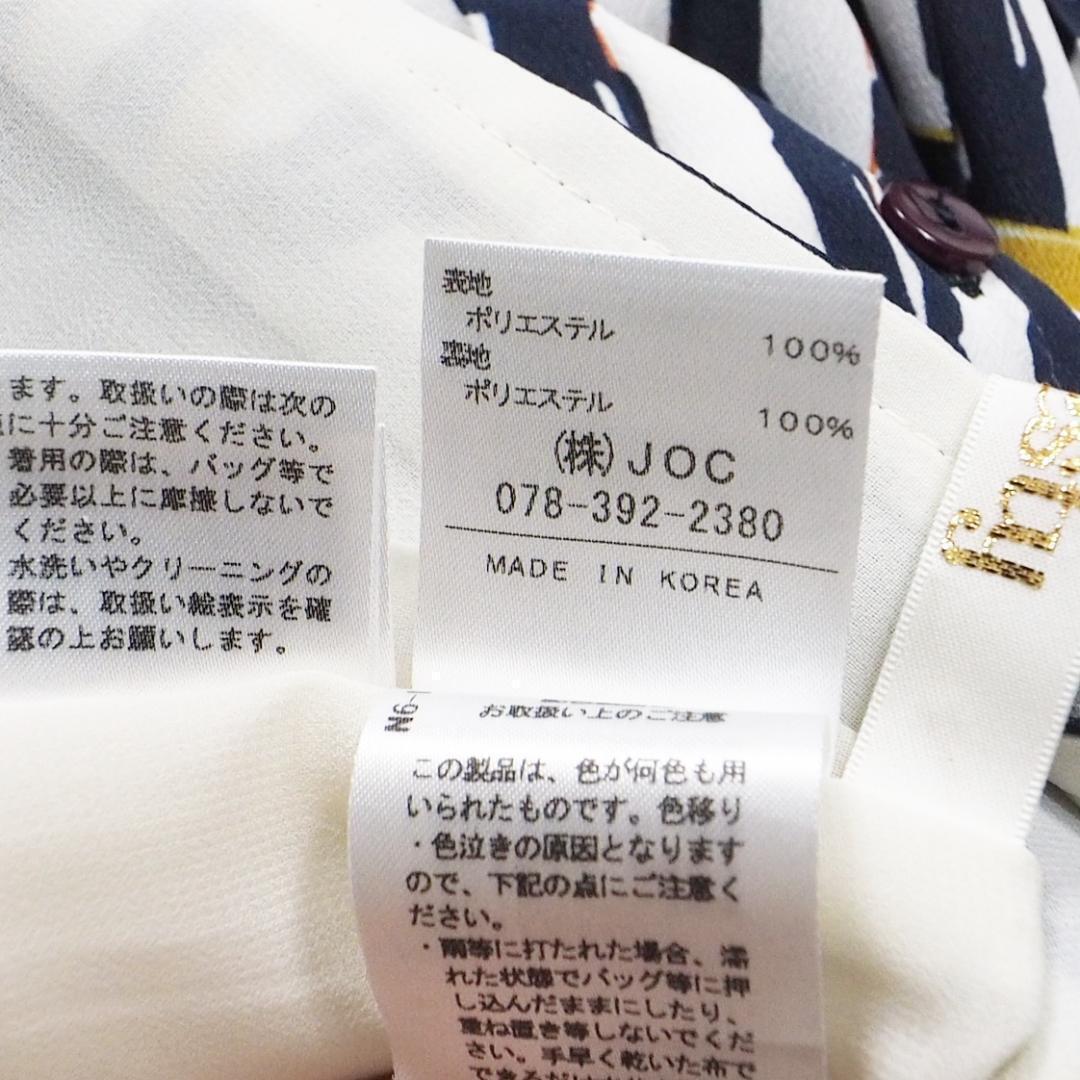 ます。取扱いの際は次の
に十分ご注意ください。
着用の際は、バッグ等で
必要以上に摩擦しないで
ください。
水洗いやクリーニングの
際は、取扱い絵表示を確
認の上お願いします。
表地
ポリエステル 100%
裏地
ポリエステル 100%
(株)JOC
078-392-2380
MADE IN KOREA
お取扱い上のご注意
この製品は、色が何色も用
いられたものです。色移り
・色泣きの原因となります
ので、下記の点にご注意く
ださい。
・雨等に打たれた場合、濡
れた状態でバッグ等に押
し込んだままにしたり、
重ね置き等しないでくだ
さい。手早く乾いた布で